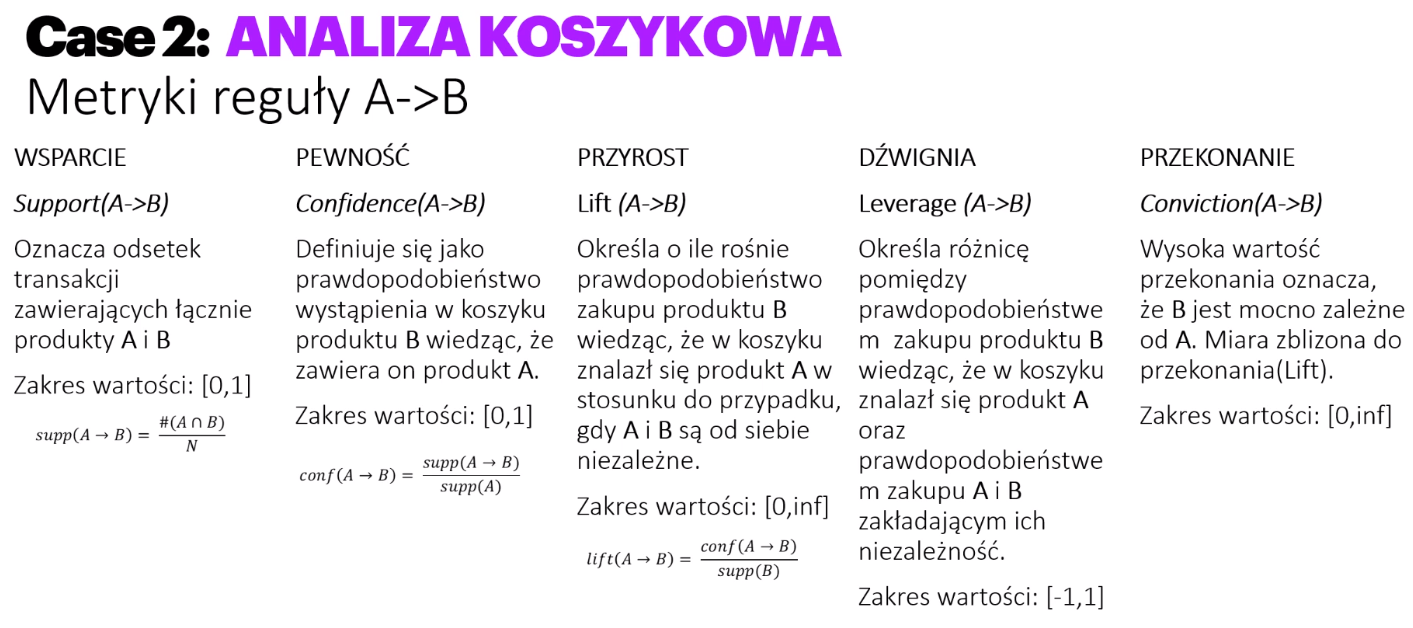 Case 2: ANALIZA KOSZYKOWA
Metryki reguły A->B
WSPARCIE
Support(A->B)
Oznacza odsetek
transakcji
zawierających łącznie
produkty A i B
Zakres wartości: [0,1]
supp(A → B) = #(A ∩ B) / N
PEWNOŚĆ
Confidence(A->B)
Definiuje się jako
prawdopodobieństwo
wystąpienia w koszyku
produktu B wiedząc, że
zawiera on produkt A.
Zakres wartości: [0,1]
conf(A → B) = supp(A → B) / supp(A)
PRZYROST
Lift (A->B)
Określa o ile rośnie
prawdopodobieństwo
zakupu produktu B
wiedząc, że w koszyku
znalazł się produkt A w
stosunku do przypadku,
gdy A i B są od siebie
niezależne.
Zakres wartości: [0,inf]
lift(A → B) = conf(A → B) / supp(B)
DŹWIGNIA
Leverage (A->B)
Określa różnicę
pomiędzy
prawdopodobieństwe
m zakupu produktu B
wiedząc, że w koszyku
znalazł się produkt A
oraz
prawdopodobieństwe
m zakupu A i B
zakładającym ich
niezależność.
Zakres wartości: [-1,1]
PRZEKONANIE
Conviction(A->B)
Wysoka wartość
przekonania oznacza,
że B jest mocno zależne
od A. Miara zblizona do
przekonania(Lift).
Zakres wartości: [0,inf]